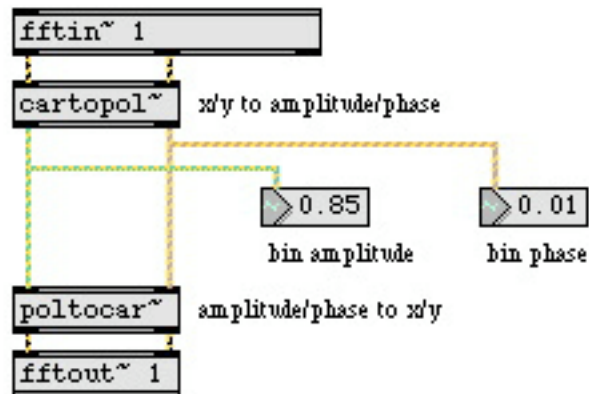 fftin~ 1
cartopol~
x/y to amplitude/phase
0.85
0.01
bin amplitude
bin phase
poltocar~
amplitude/phase to x/y
fftout~ 1